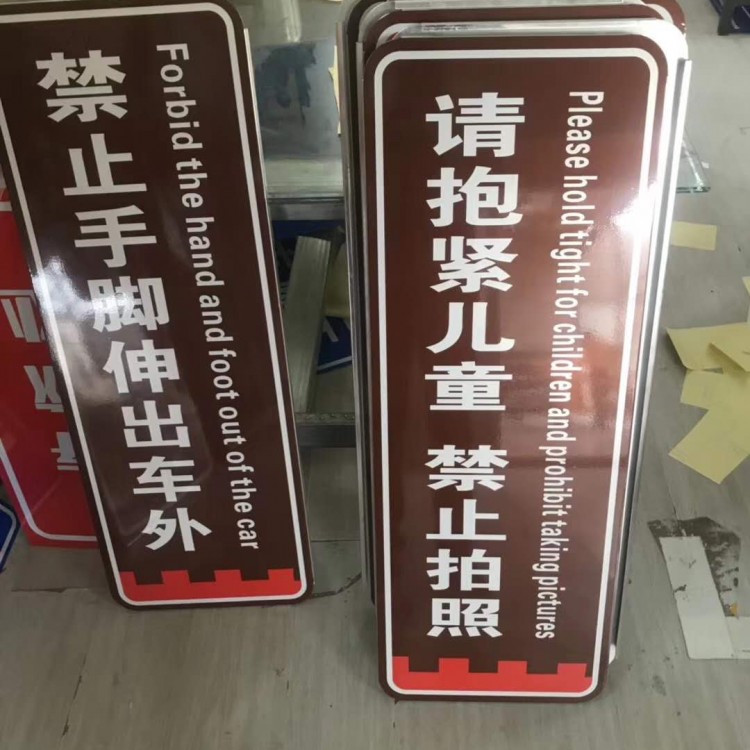 禁止手脚伸出车外
Forbid the hand and foot out of the car
请抱紧儿童 禁止拍照
Please hold tight for children and prohibit taking pictures